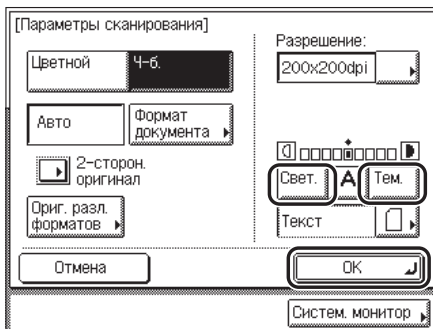 [Параметры сканирования]
Разрешение:
Цветной
Ч-б.
200x200dpi
Авто
Формат
документа
2-сторон.
оригинал
Свет.
A
Тем.
Ориг. разл.
форматов
Текст
Отмена
OK
Систем. монитор